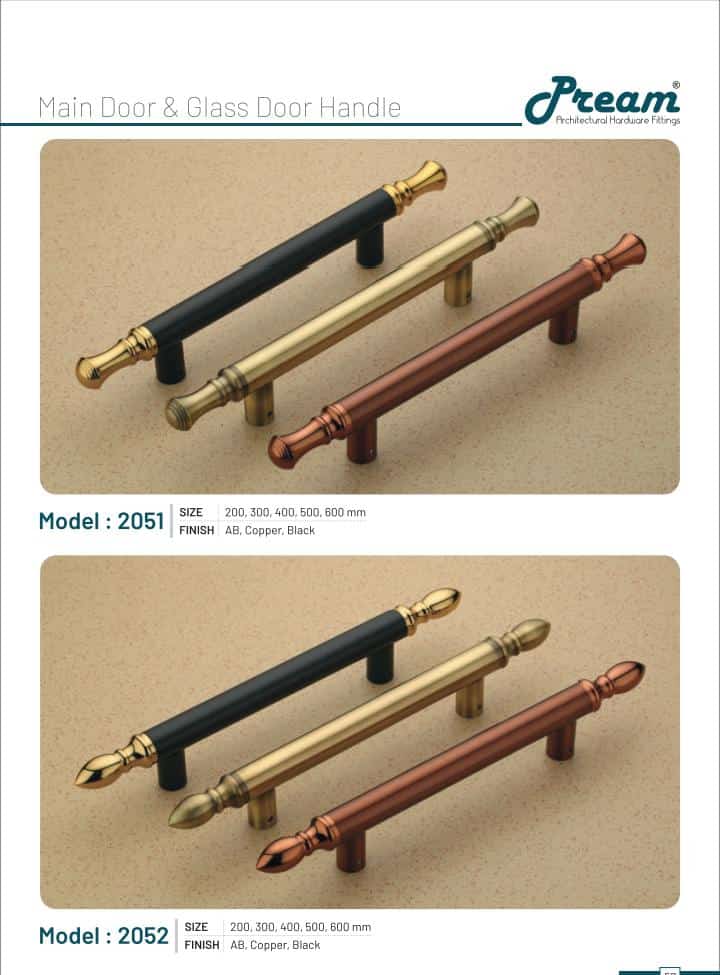 Main Door & Glass Door Handle
Pream®
Architectural Hardware Fittings
Model : 2051
SIZE 200, 300, 400, 500, 600 mm
FINISH AB, Copper, Black
Model : 2052
SIZE 200, 300, 400, 500, 600 mm
FINISH AB, Copper, Black